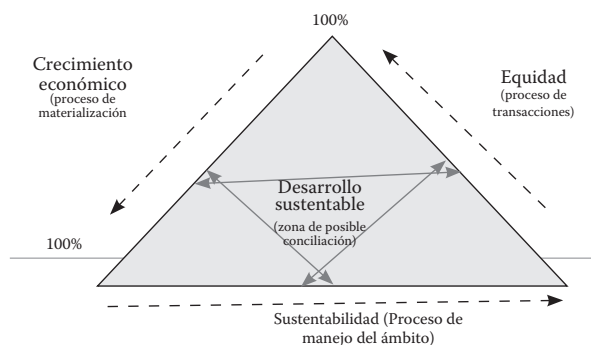 100%
Crecimiento
económico
(proceso de
materialización
Equidad
(proceso de
transacciones)
Desarrollo
sustentable
(zona de posible
conciliación)
100%
Sustentabilidad (Proceso de
manejo del ámbito)